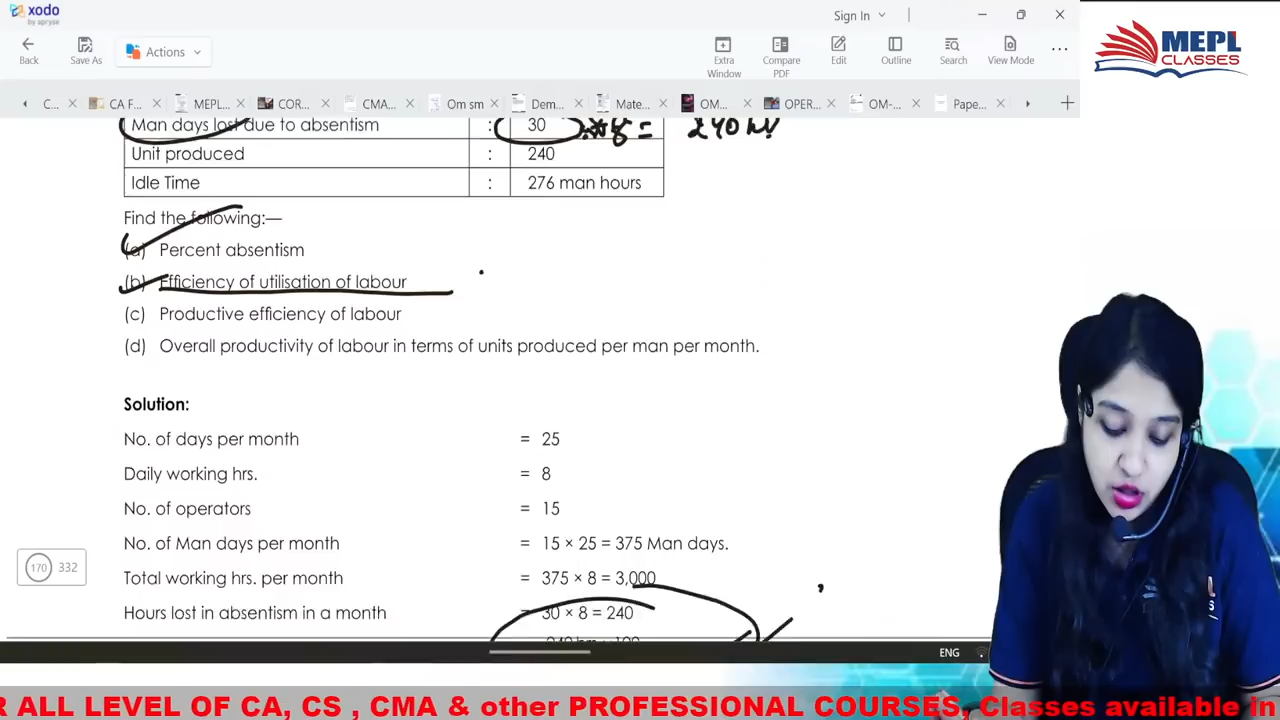 xodo
by apryse
Sign In
Back
Save As
Actions
Extra Window
Compare PDF
Edit
Outline
Search
View Mode
MEPL
CLASSES
C...
CA F...
MEPL...
COR...
CMA...
Om sm
Dem...
Mate...
OM...
OPER...
OM-...
Pape...
Man days lost due to absentism : 30 × 8 = 240 hr
Unit produced : 240
Idle Time : 276 man hours
Find the following:—
(a) Percent absentism
(b) Efficiency of utilisation of labour
(c) Productive efficiency of labour
(d) Overall productivity of labour in terms of units produced per man per month.
Solution:
No. of days per month = 25
Daily working hrs. = 8
No. of operators = 15
No. of Man days per month = 15 × 25 = 375 Man days.
170 332
Total working hrs. per month = 375 × 8 = 3,000
Hours lost in absentism in a month = 30 × 8 = 240
ENG
R ALL LEVEL OF CA, CS , CMA & other PROFESSIONAL COURSES, Classes available in